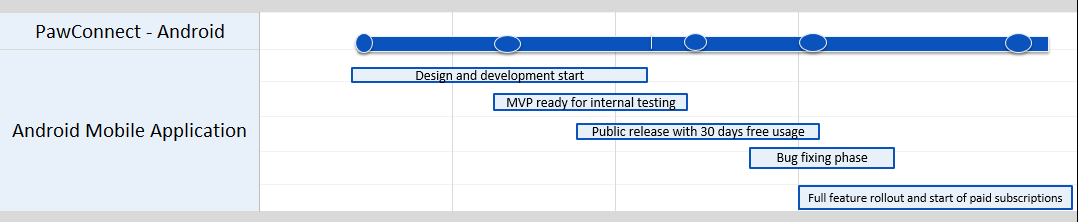 PawConnect - Android
Android Mobile Application
Design and development start
MVP ready for internal testing
Public release with 30 days free usage
Bug fixing phase
Full feature rollout and start of paid subscriptions